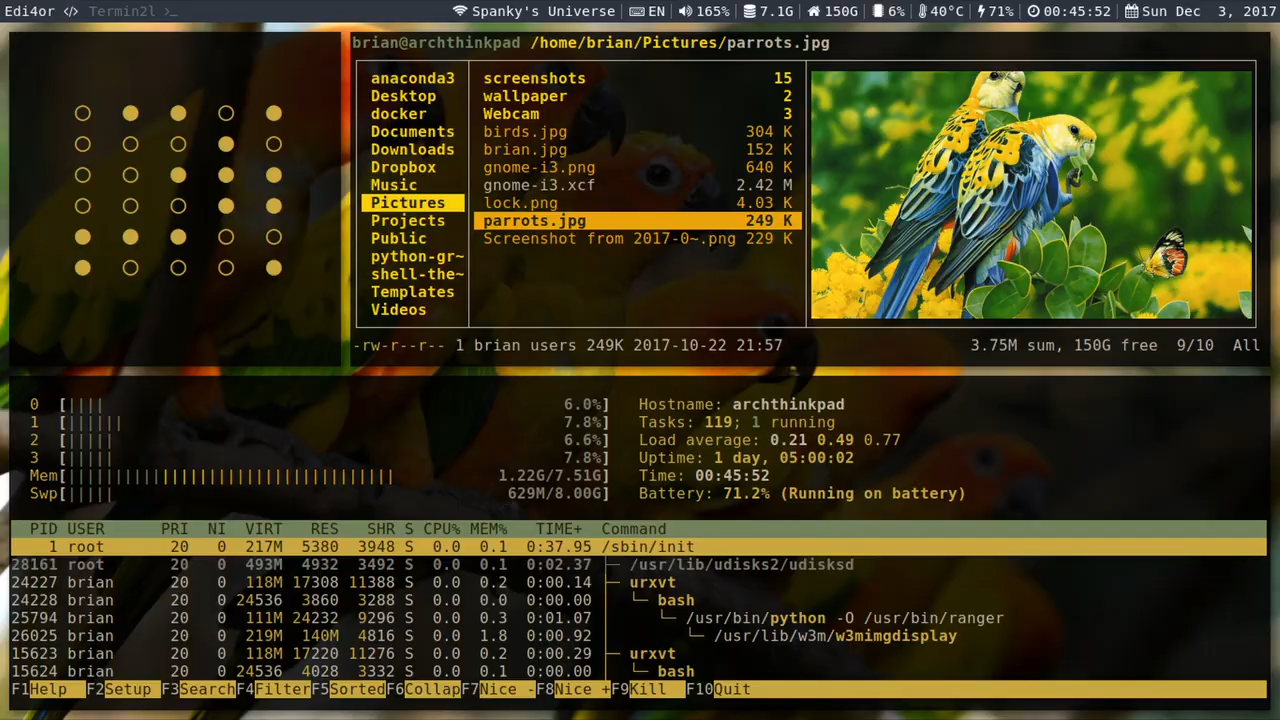 Edi4or </> Termin2l >_ Spanky's Universe EN 165% 7.1G 150G 6% 40°C 71% 00:45:52 Sun Dec 3, 2017
brian@archthinkpad /home/brian/Pictures/parrots.jpg
anaconda3
Desktop
docker
Documents
Downloads
Dropbox
Music
Pictures
Projects
Public
python-gr~
shell-the~
Templates
Videos
screenshots 15
wallpaper 2
Webcam 3
birds.jpg 304 K
brian.jpg 152 K
gnome-i3.png 640 K
gnome-i3.xcf 2.42 M
lock.png 4.03 K
parrots.jpg 249 K
Screenshot from 2017-0~.png 229 K
-rw-r--r-- 1 brian users 249K 2017-10-22 21:57 3.75M sum, 150G free 9/10 All
0 [|||| 6.0%]
1 [|||||| 7.8%]
2 [||||| 6.6%]
3 [||||| 7.8%]
Mem[||||||||||||||||||||||||||||||||||| 1.22G/7.51G]
Swp[||||| 629M/8.00G]
Hostname: archthinkpad
Tasks: 119; 1 running
Load average: 0.21 0.49 0.77
Uptime: 1 day, 05:00:02
Time: 00:45:52
Battery: 71.2% (Running on battery)
PID USER PRI NI VIRT RES SHR S CPU% MEM% TIME+ Command
1 root 20 0 217M 5380 3948 S 0.0 0.1 0:37.95 /sbin/init
28161 root 20 0 493M 4932 3492 S 0.0 0.1 0:02.37 ├─ /usr/lib/udisks2/udisksd
24227 brian 20 0 118M 17308 11388 S 0.0 0.2 0:00.14 ├─ urxvt
24228 brian 20 0 24536 3860 3288 S 0.0 0.0 0:00.00 │ └─ bash
25794 brian 20 0 111M 24232 9296 S 0.0 0.3 0:01.07 │ └─ /usr/bin/python -O /usr/bin/ranger
26025 brian 20 0 219M 140M 4816 S 0.0 1.8 0:00.92 │ └─ /usr/lib/w3m/w3mimgdisplay
15623 brian 20 0 118M 17220 11276 S 0.0 0.2 0:00.29 ├─ urxvt
15624 brian 20 0 24536 4028 3332 S 0.0 0.1 0:00.00 │ └─ bash
F1Help F2Setup F3SearchF4FilterF5SortedF6CollapF7Nice -F8Nice +F9Kill F10Quit